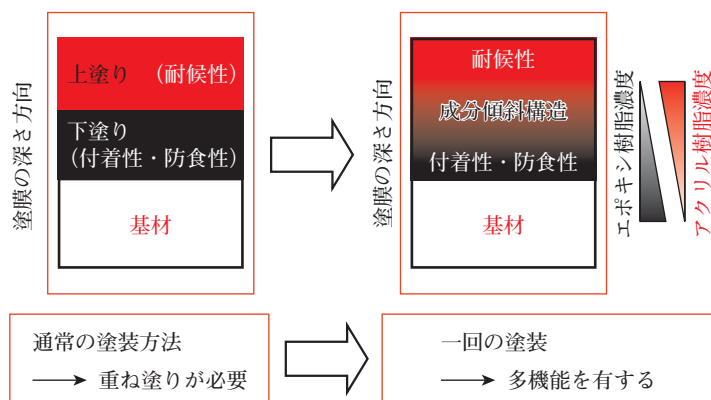 塗膜の深さ方向
上塗り （耐候性）
下塗り
（付着性・防食性）
基材
塗膜の深さ方向
耐候性
成分傾斜構造
付着性・防食性
基材
エポキシ樹脂濃度
アクリル樹脂濃度
通常の塗装方法
重ね塗りが必要
一回の塗装
多機能を有する